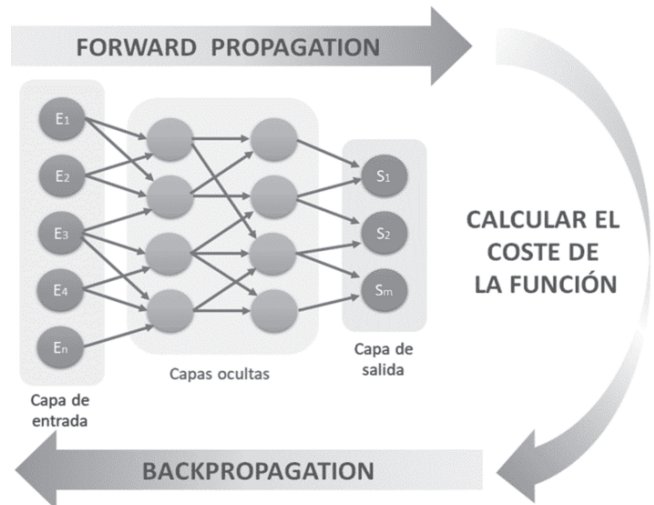 FORWARD PROPAGATION
E1
E2
E3
E4
En
S1
S2
Sm
CALCULAR EL
COSTE DE
LA FUNCIÓN
Capas ocultas
Capa de
salida
Capa de
entrada
BACKPROPAGATION